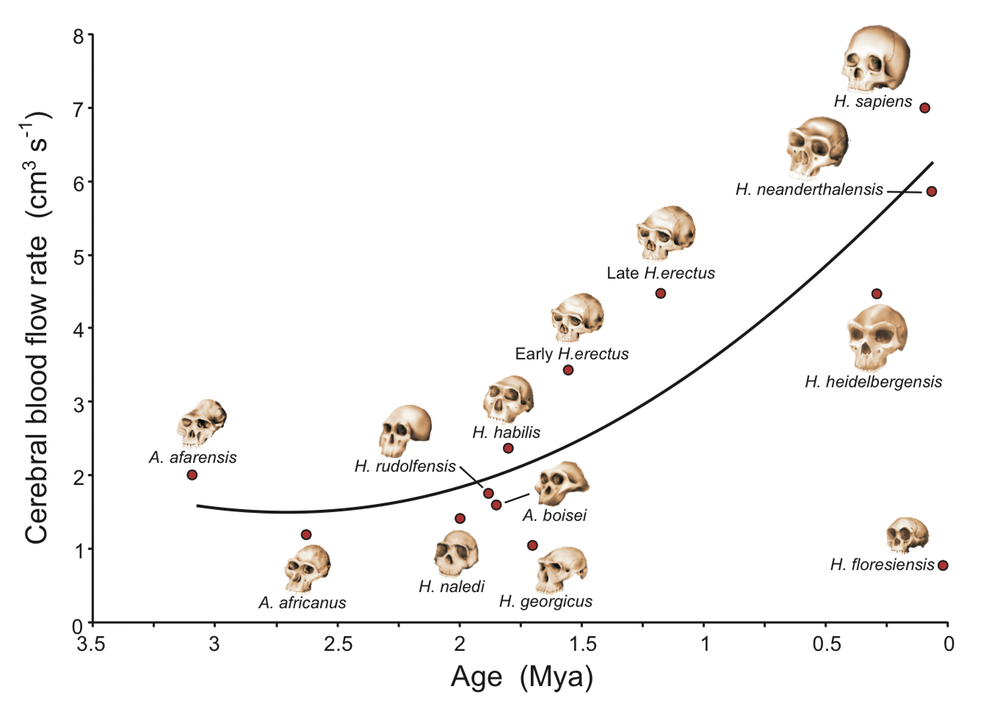 Cerebral blood flow rate (cm³ s⁻¹)
8
7
6
5
4
3
2
1
0
H. sapiens
H. neanderthalensis
Late H.erectus
Early H.erectus
H. heidelbergensis
H. habilis
A. afarensis
H. rudolfensis
A. boisei
H. floresiensis
H. naledi
H. georgicus
A. africanus
3.5 3 2.5 2 1.5 1 0.5 0
Age (Mya)